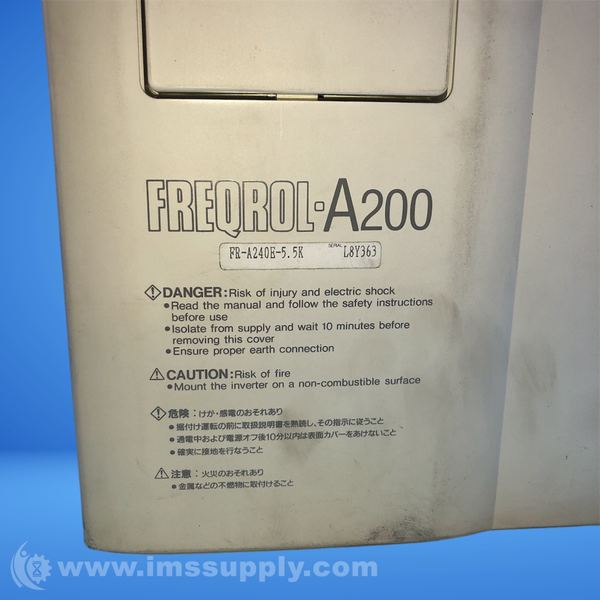 FREQROL-A200
FR-A240E-5.5K SERIAL L8Y363
DANGER: Risk of injury and electric shock
•Read the manual and follow the safety instructions
before use
•Isolate from supply and wait 10 minutes before
removing this cover
•Ensure proper earth connection
CAUTION: Risk of fire
•Mount the inverter on a non-combustible surface
危険：けが・感電のおそれあり
●据付け運転の前に取扱説明書を熟読し、その指示に従うこと
●通電中および電源オフ後10分以内は表面カバーをあけないこと
●確実に接地を行なうこと
注意：火災のおそれあり
●金属などの不燃物に取付けること
www.imssupply.com